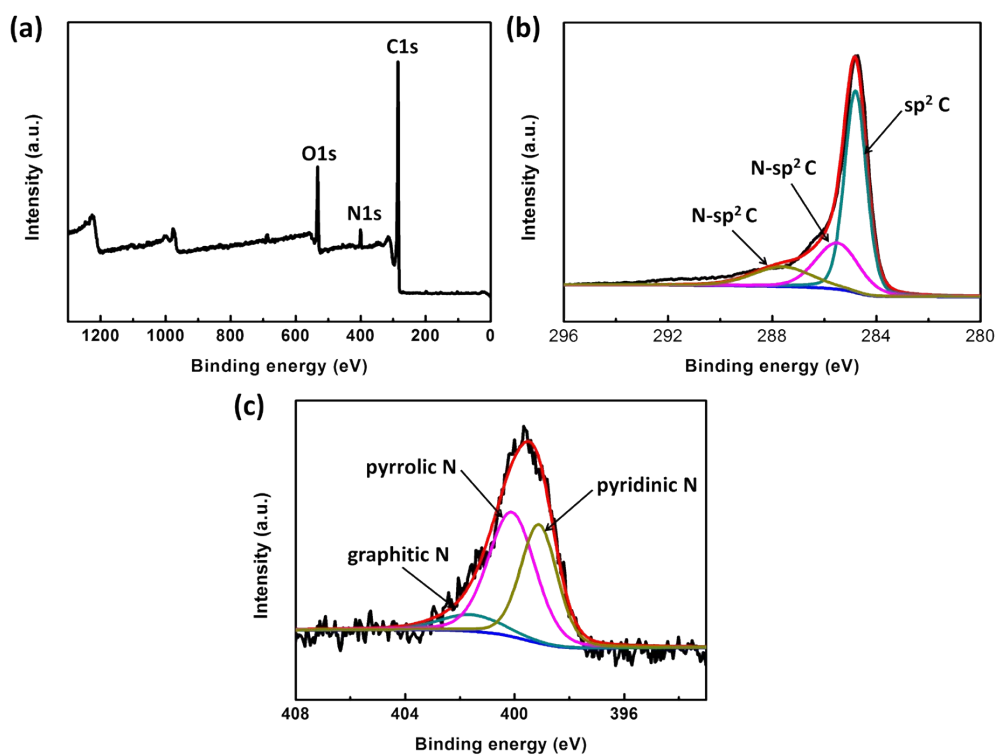 (a)
C1s
O1s
N1s
Intensity (a.u.)
1200 1000 800 600 400 200 0
Binding energy (eV)
(b)
sp² C
N-sp² C
N-sp² C
Intensity (a.u.)
296 292 288 284 280
Binding energy (eV)
(c)
pyrrolic N
pyridinic N
graphitic N
Intensity (a.u.)
408 404 400 396
Binding energy (eV)